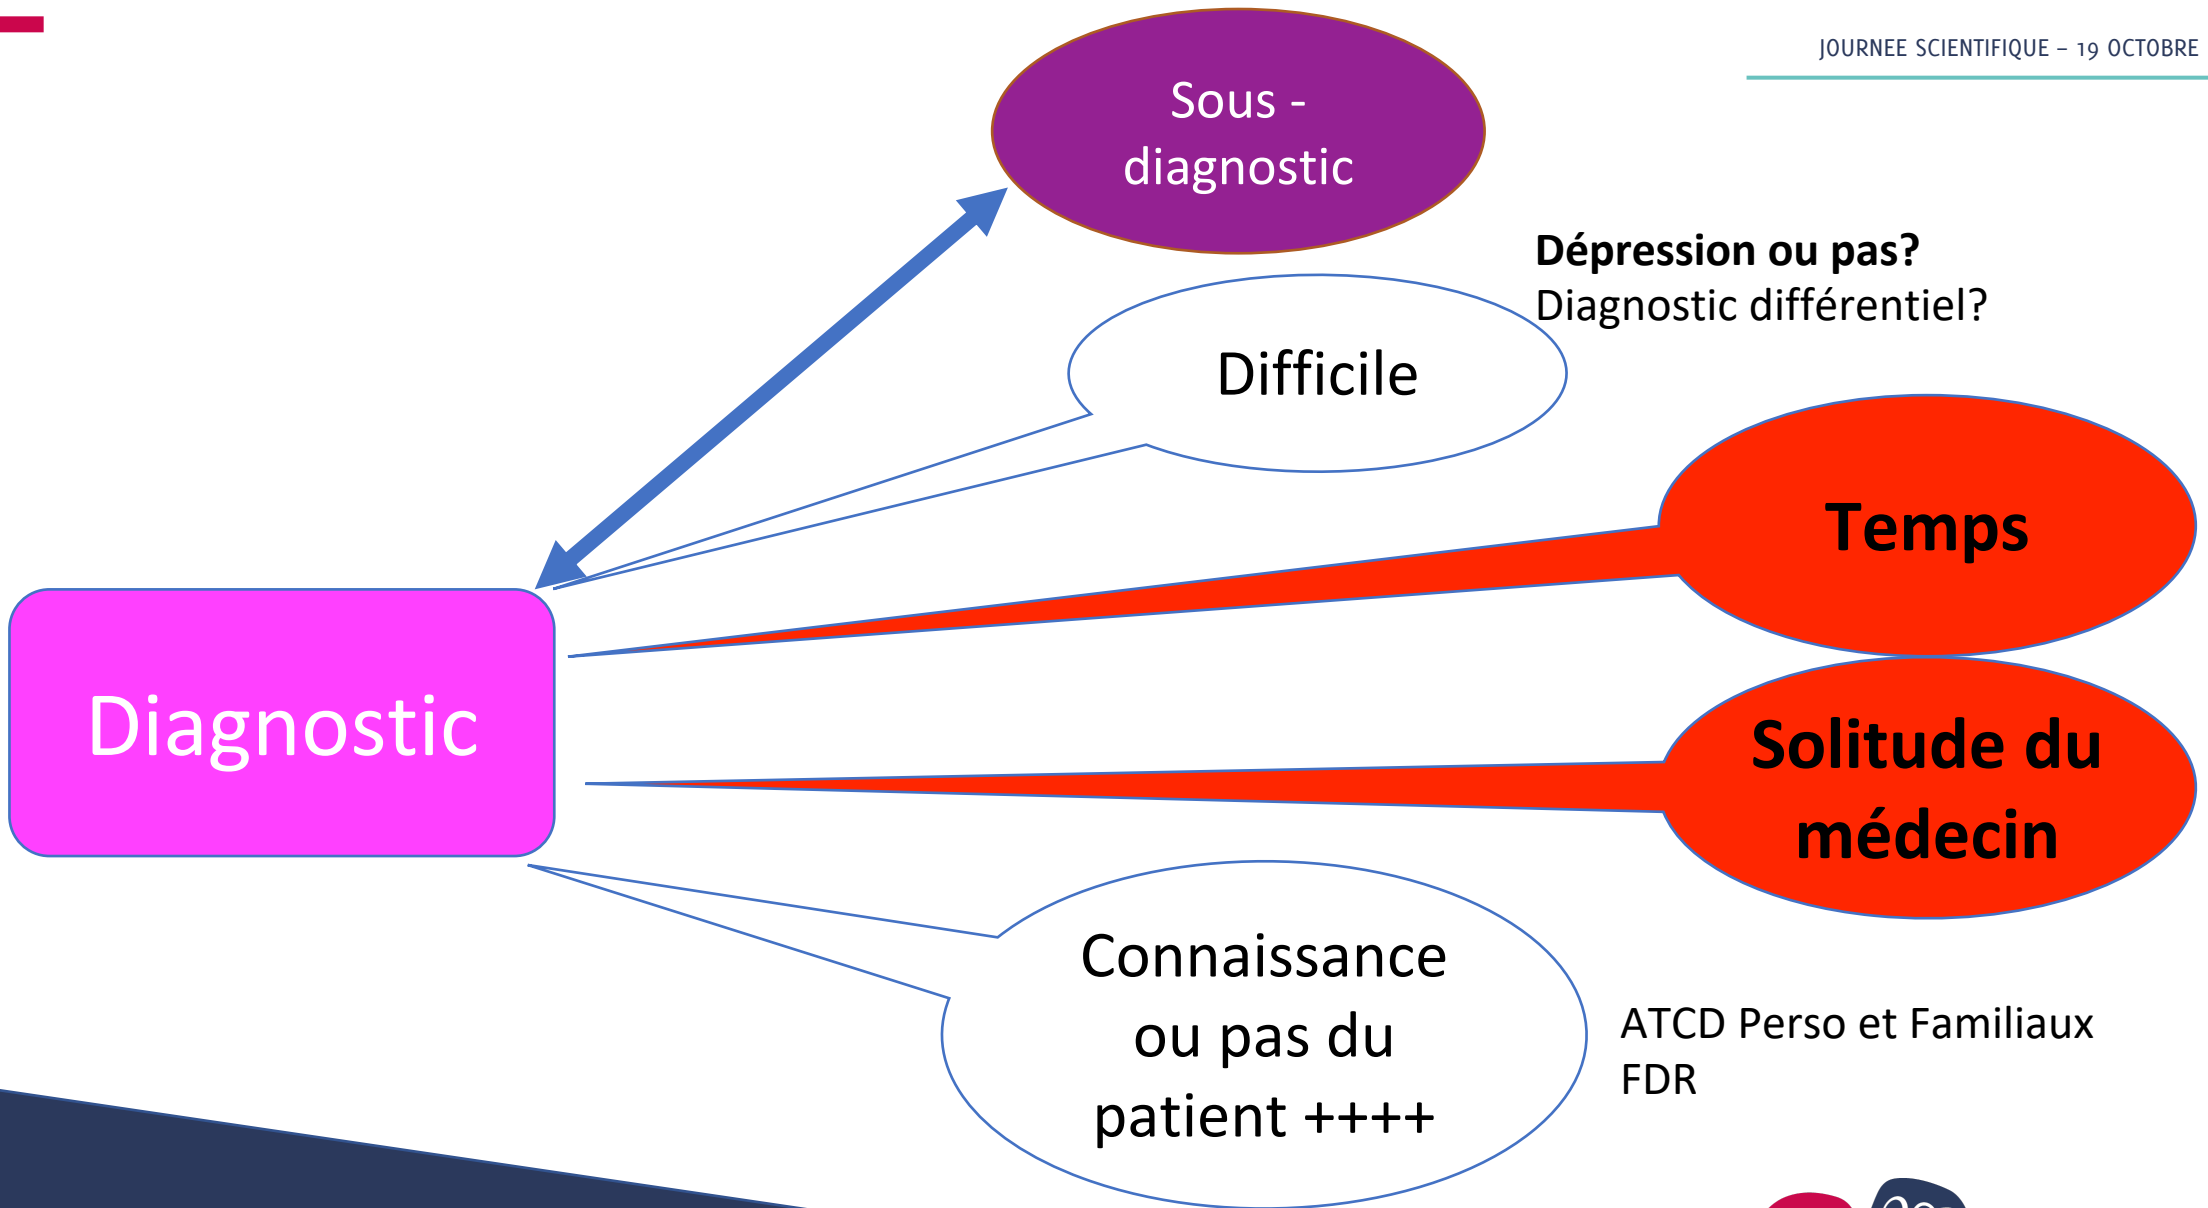 JOURNEE SCIENTIFIQUE – 19 OCTOBRE
Sous -
diagnostic
Dépression ou pas?
Diagnostic différentiel?
Difficile
Temps
Diagnostic
Solitude du
médecin
Connaissance
ou pas du
patient ++++
ATCD Perso et Familiaux
FDR